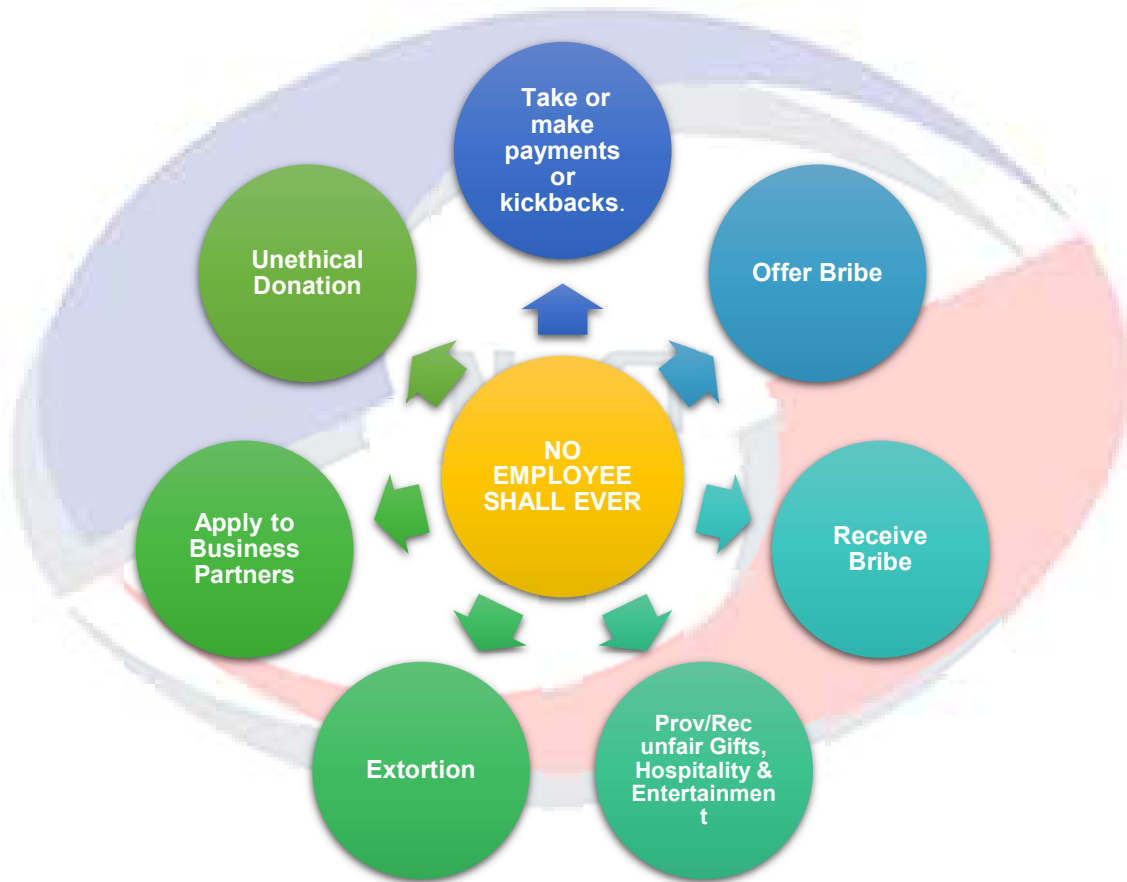 Take or
make
payments
or
kickbacks.
Offer Bribe
Receive
Bribe
Prov/Rec
unfair Gifts,
Hospitality &
Entertainmen
t
Extortion
Apply to
Business
Partners
Unethical
Donation
NO
EMPLOYEE
SHALL EVER